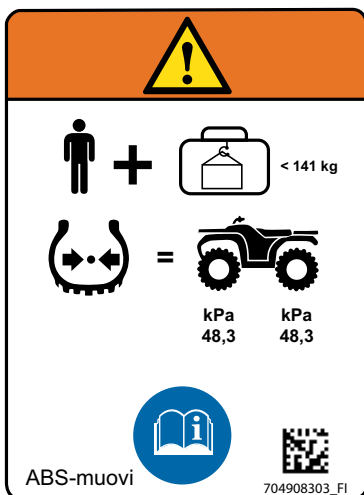 < 141 kg
kPa kPa
48,3 48,3
ABS-muovi
704908303_FI